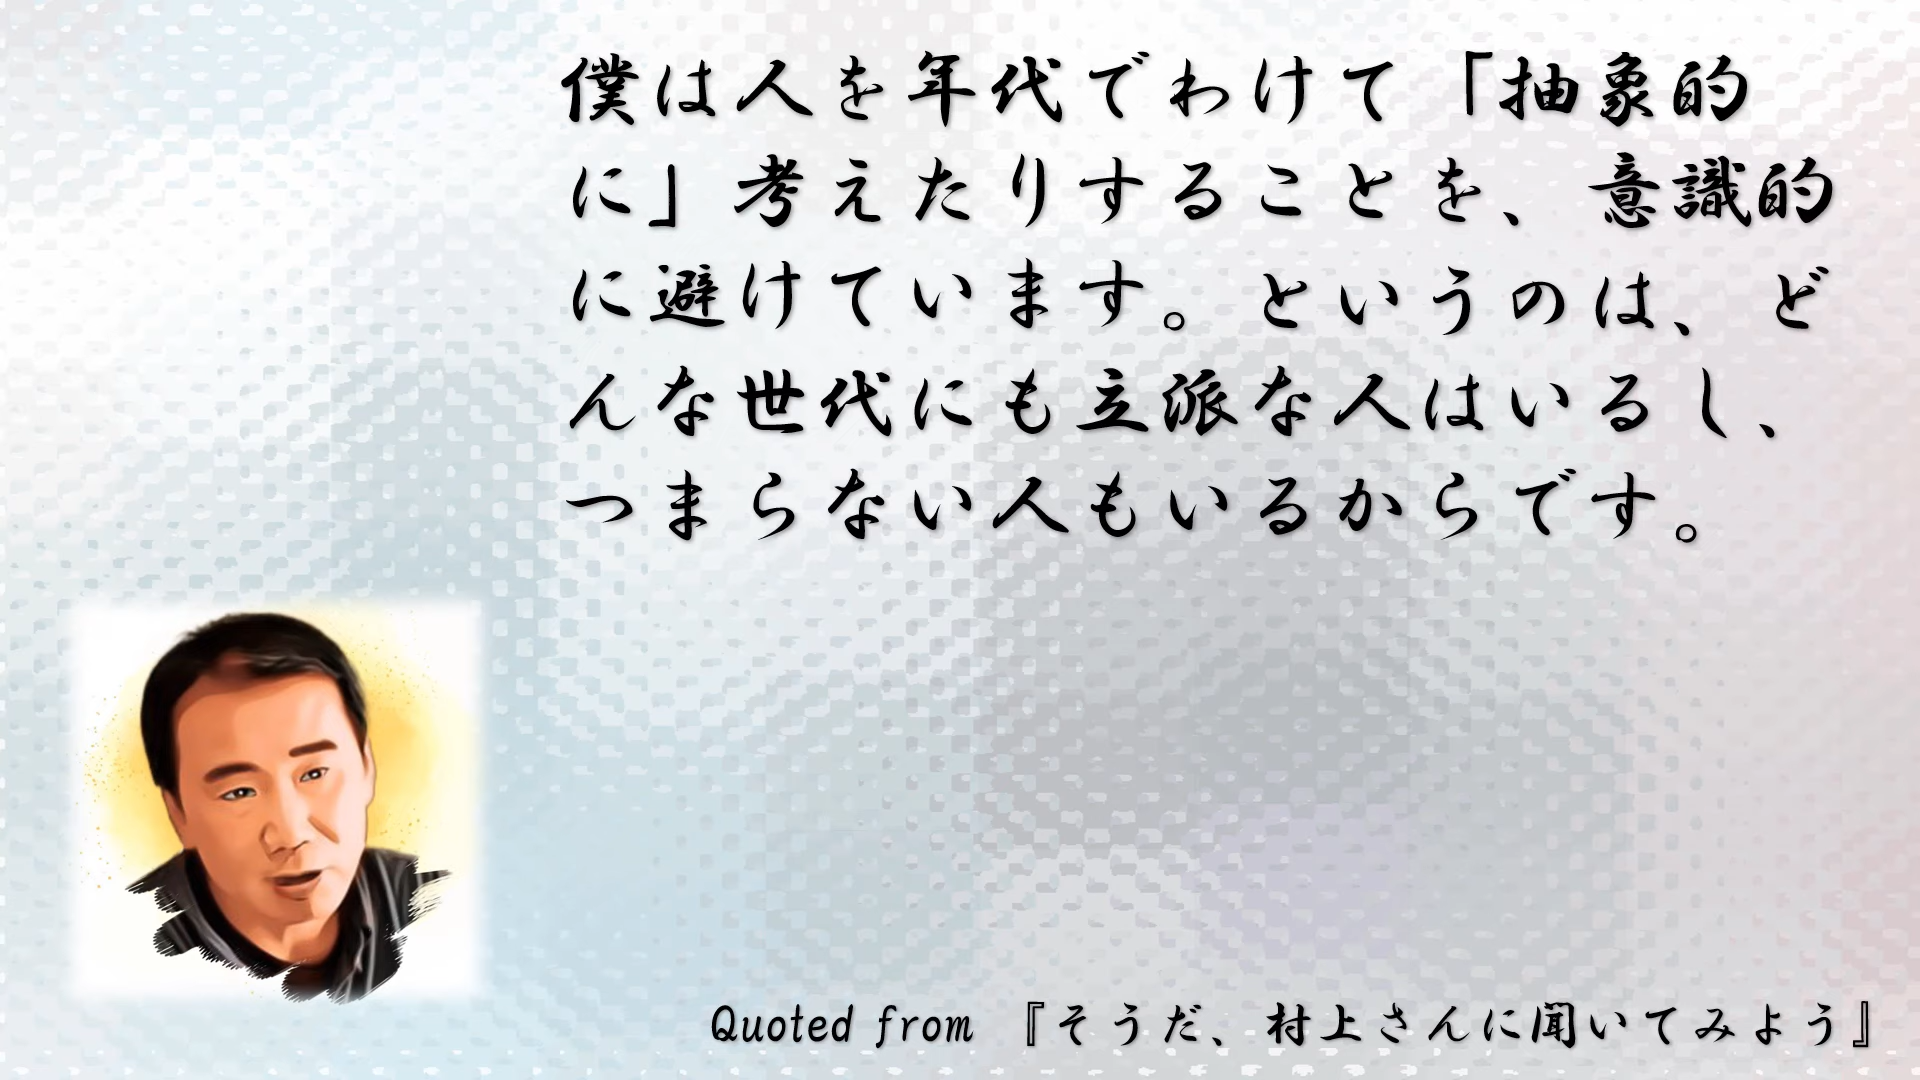 僕は人を年代でわけて「抽象的
に」考えたりすることを、意識的
に避けています。というのは、ど
んな世代にも立派な人はいるし、
つまらない人もいるからです。
Quoted from 『そうだ、村上さんに聞いてみよう』